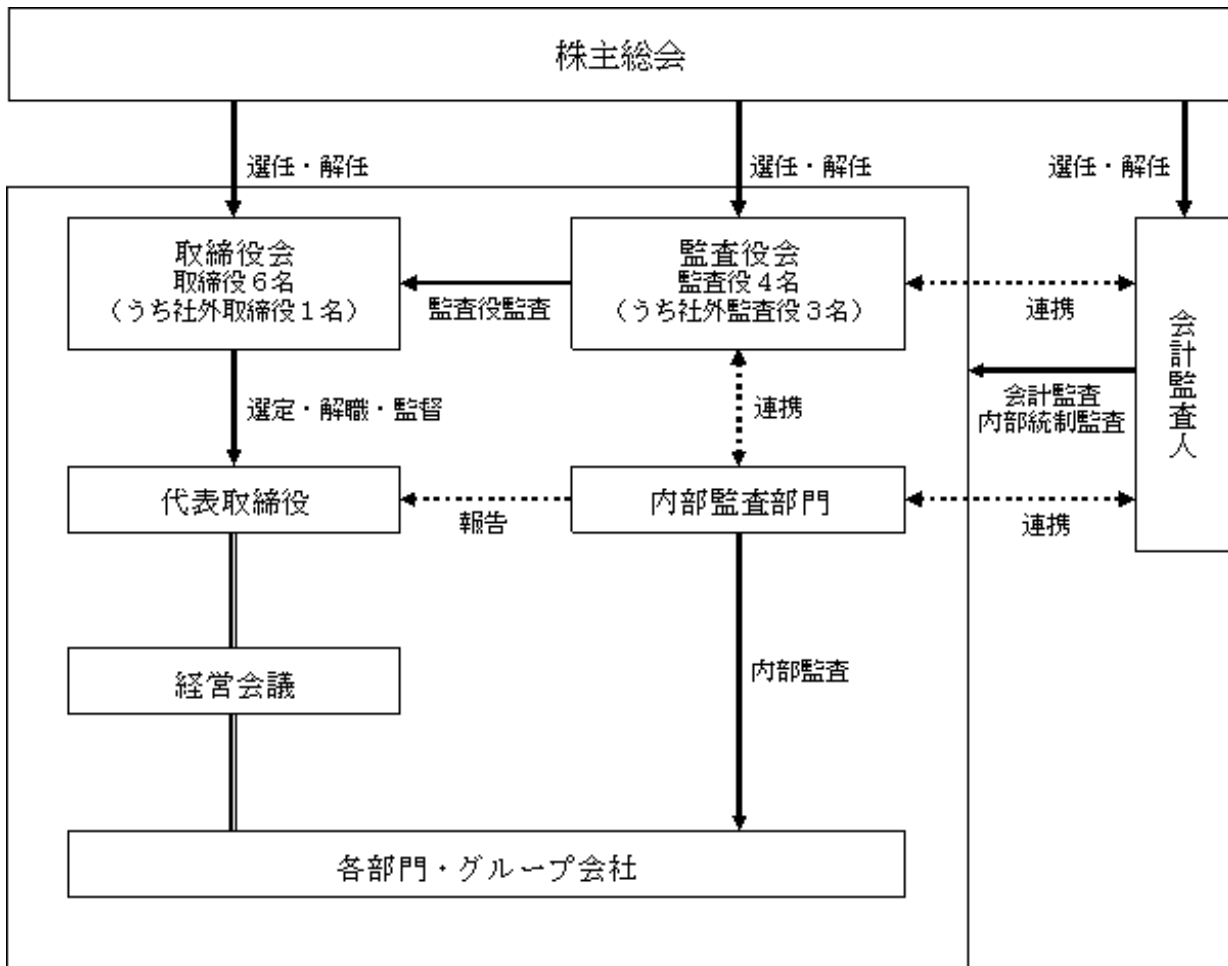 株主総会
選任・解任
選任・解任
選任・解任
取締役会
取締役6名
(うち社外取締役1名)
監査役監査
監査役会
監査役4名
(うち社外監査役3名)
連携
会計監査人
会計監査
内部統制監査
選定・解職・監督
連携
代表取締役
報告
内部監査部門
連携
経営会議
内部監査
各部門・グループ会社